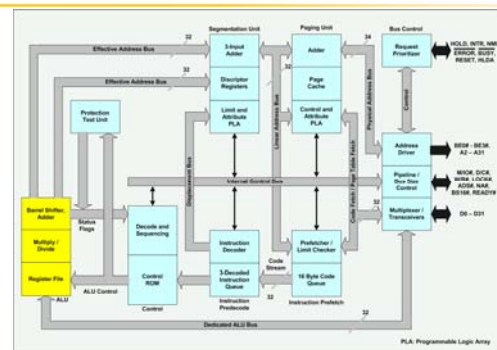 Segmentation Unit
Paging Unit
Bus Control
32
34
Effective Address Bus
3-Input
Adder
Adder
Request
Prioritizer
HOLD, INTR, NMI
ERROR, BUSY,
RESET, HLDA
32
32
Effective Address Bus
Discriptor
Registers
Page
Cache
Protection
Test Unit
Limit and
Attribute
PLA
Control and
Attribute PLA
Linear Address Bus
Physical Address Bus
Control
Displacement Bus
Code Fetch / Page Table Fetch
Address
Driver
BE0# - BE3#,
A2 – A31
Internal Control Bus
Pipeline /
Control
M/IO#, D/C#,
W/R#, LOCK#,
ADS#, NA#,
BS16#, READY#
Barrel Shifter,
Adder
Status
Flags
Decode and
Sequencing
Instruction
Decoder
Prefetcher /
Limit Checker
32
Multiplexer /
Transceivers
D0 – D31
Multiply /
Divide
Register File
Control
ROM
3-Decoded
Instruction
Queue
Code
Stream
32
16 Byte Code
Queue
ALU Control
ALU
Control
Instruction
Predecode
Instruction Prefetch
32
Dedicated ALU Bus
32
PLA: Programmable Logic Array